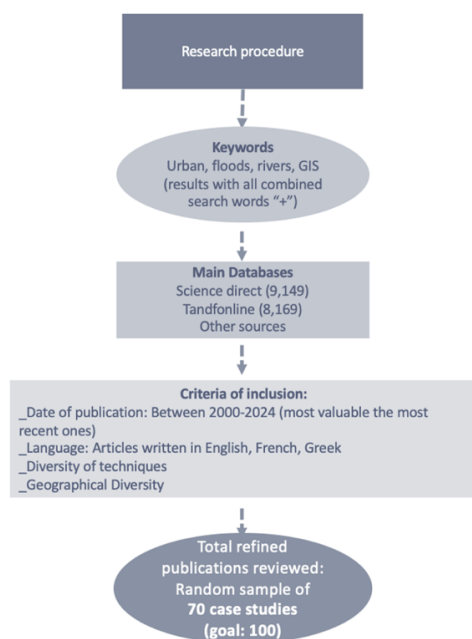 Research procedure
Keywords
Urban, floods, rivers, GIS
(results with all combined
search words “+”)
Main Databases
Science direct (9,149)
Tandfonline (8,169)
Other sources
Criteria of inclusion:
_Date of publication: Between 2000-2024 (most valuable the most
recent ones)
_Language: Articles written in English, French, Greek
_Diversity of techniques
_Geographical Diversity
Total refined
publications reviewed:
Random sample of
70 case studies
(goal: 100)